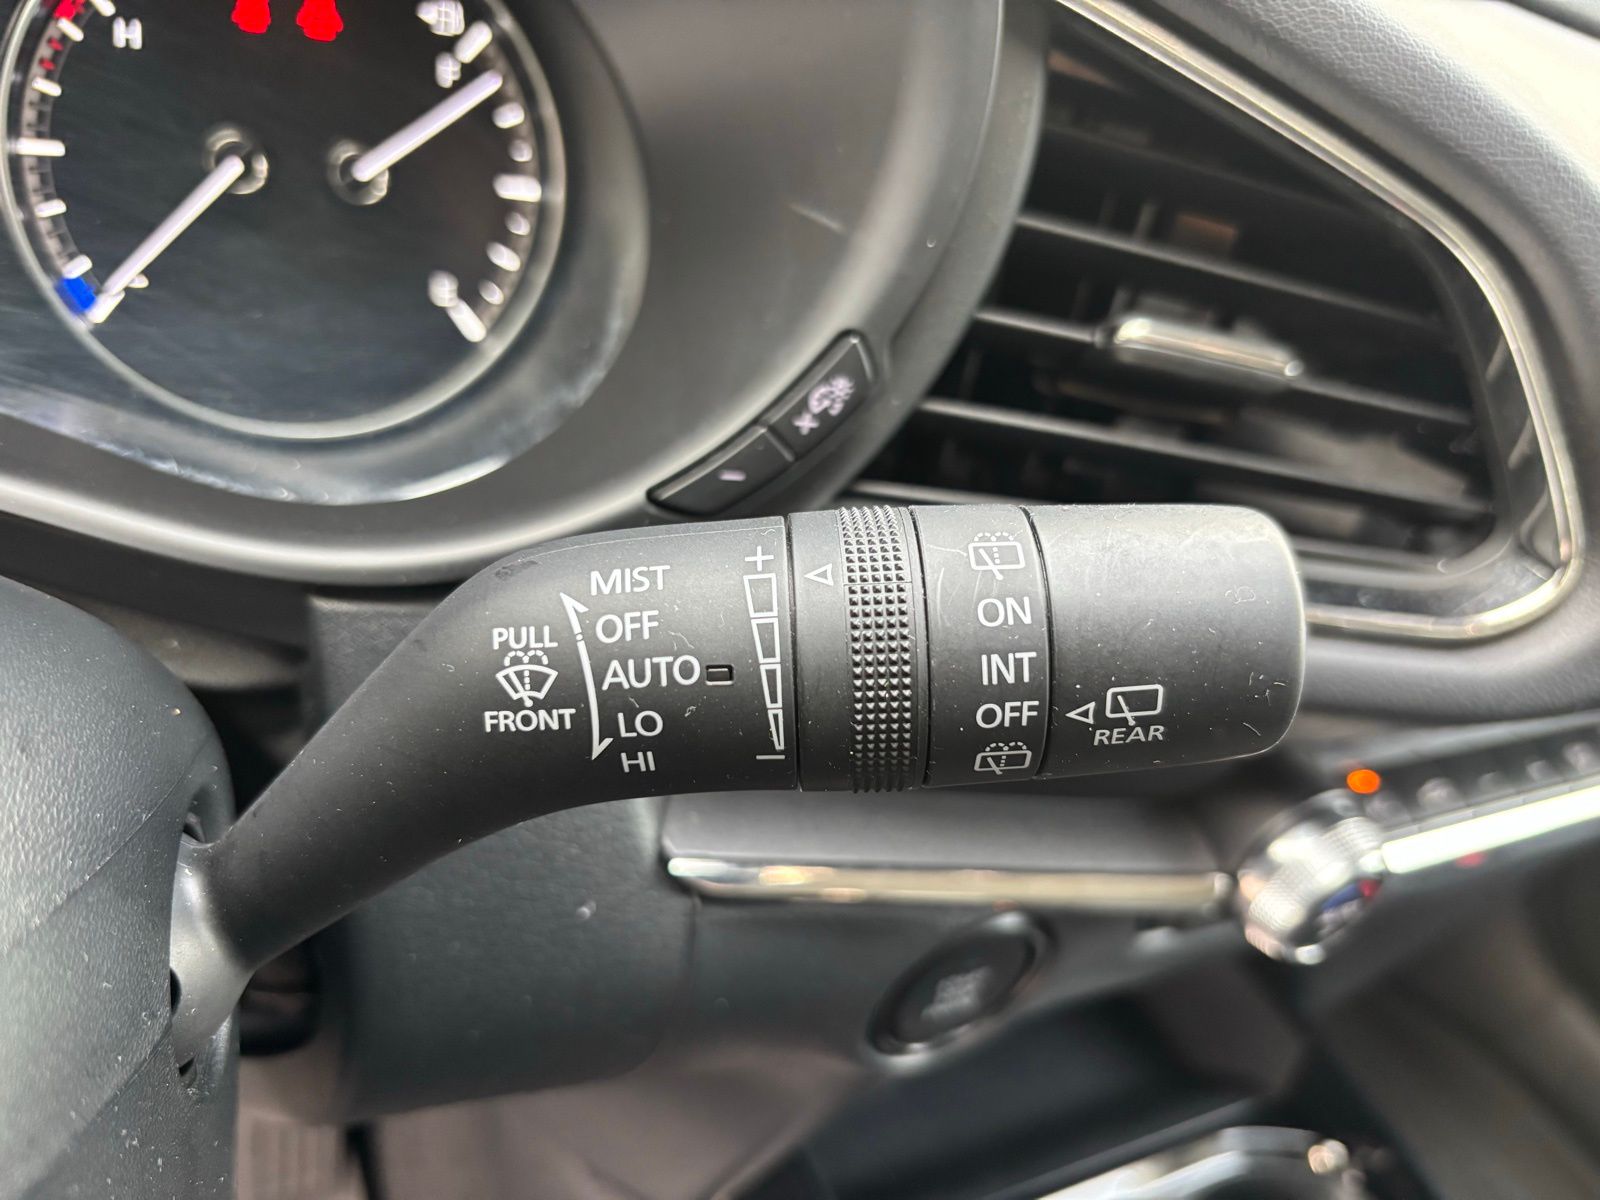 H
MIST
OFF
AUTO
LO
HI
PULL
FRONT
+
−
ON
INT
OFF
REAR